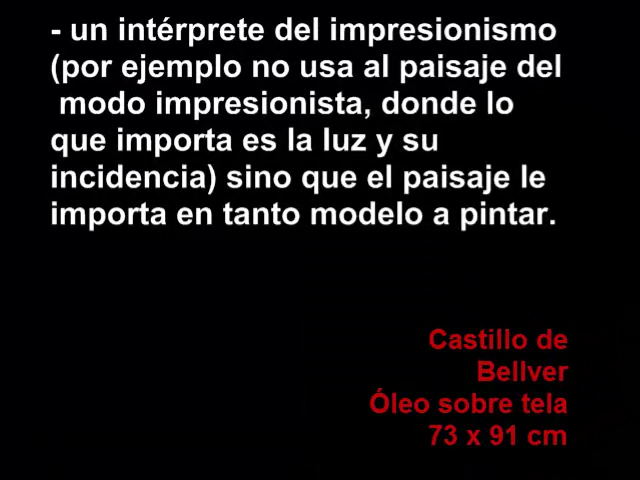 - un intérprete del impresionismo
(por ejemplo no usa al paisaje del
modo impresionista, donde lo
que importa es la luz y su
incidencia) sino que el paisaje le
importa en tanto modelo a pintar.
Castillo de
Bellver
Óleo sobre tela
73 x 91 cm